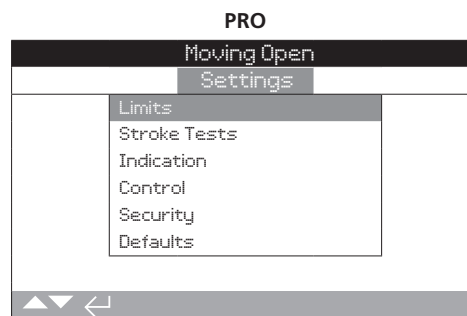 PRO
Moving Open
Settings
Limits
Stroke Tests
Indication
Control
Security
Defaults